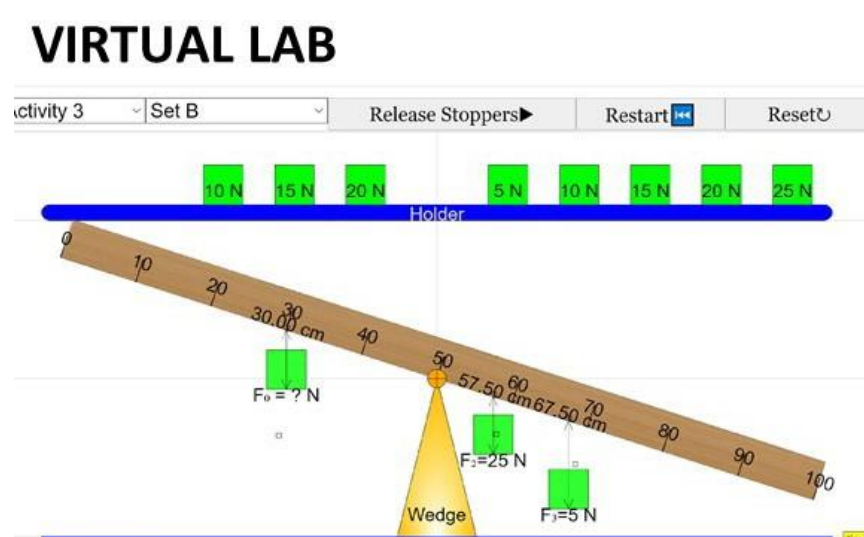 VIRTUAL LAB
ctivity 3 Set B Release Stoppers▶ Restart⏮ Reset↻
10 N 15 N 20 N 5 N 10 N 15 N 20 N 25 N
Holder
0
10
20
30
30.00 cm
40
50
57.50 cm
60
67.50 cm
70
80
90
100
F₀ = ? N
F₂=25 N
F₃=5 N
Wedge